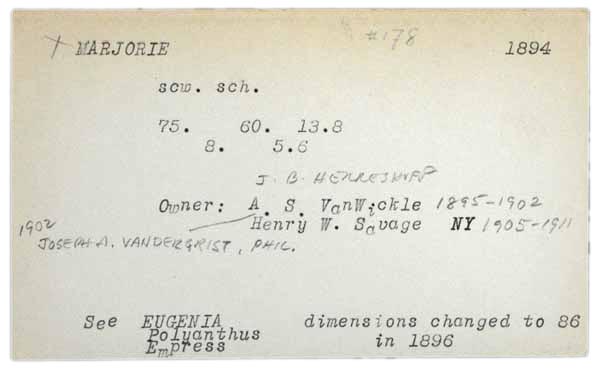 x MARJORIE #178 1894
scw. sch.
75. 60. 13.8
8. 5.6
J. B. HERRESHOFF
Owner: A. S. VanWickle 1895-1902
Henry W. Savage NY 1905-1911
1902
JOSEPH A. VANDERGRIST, PHIL.
See EUGENIA dimensions changed to 86
Polyanthus in 1896
Empress